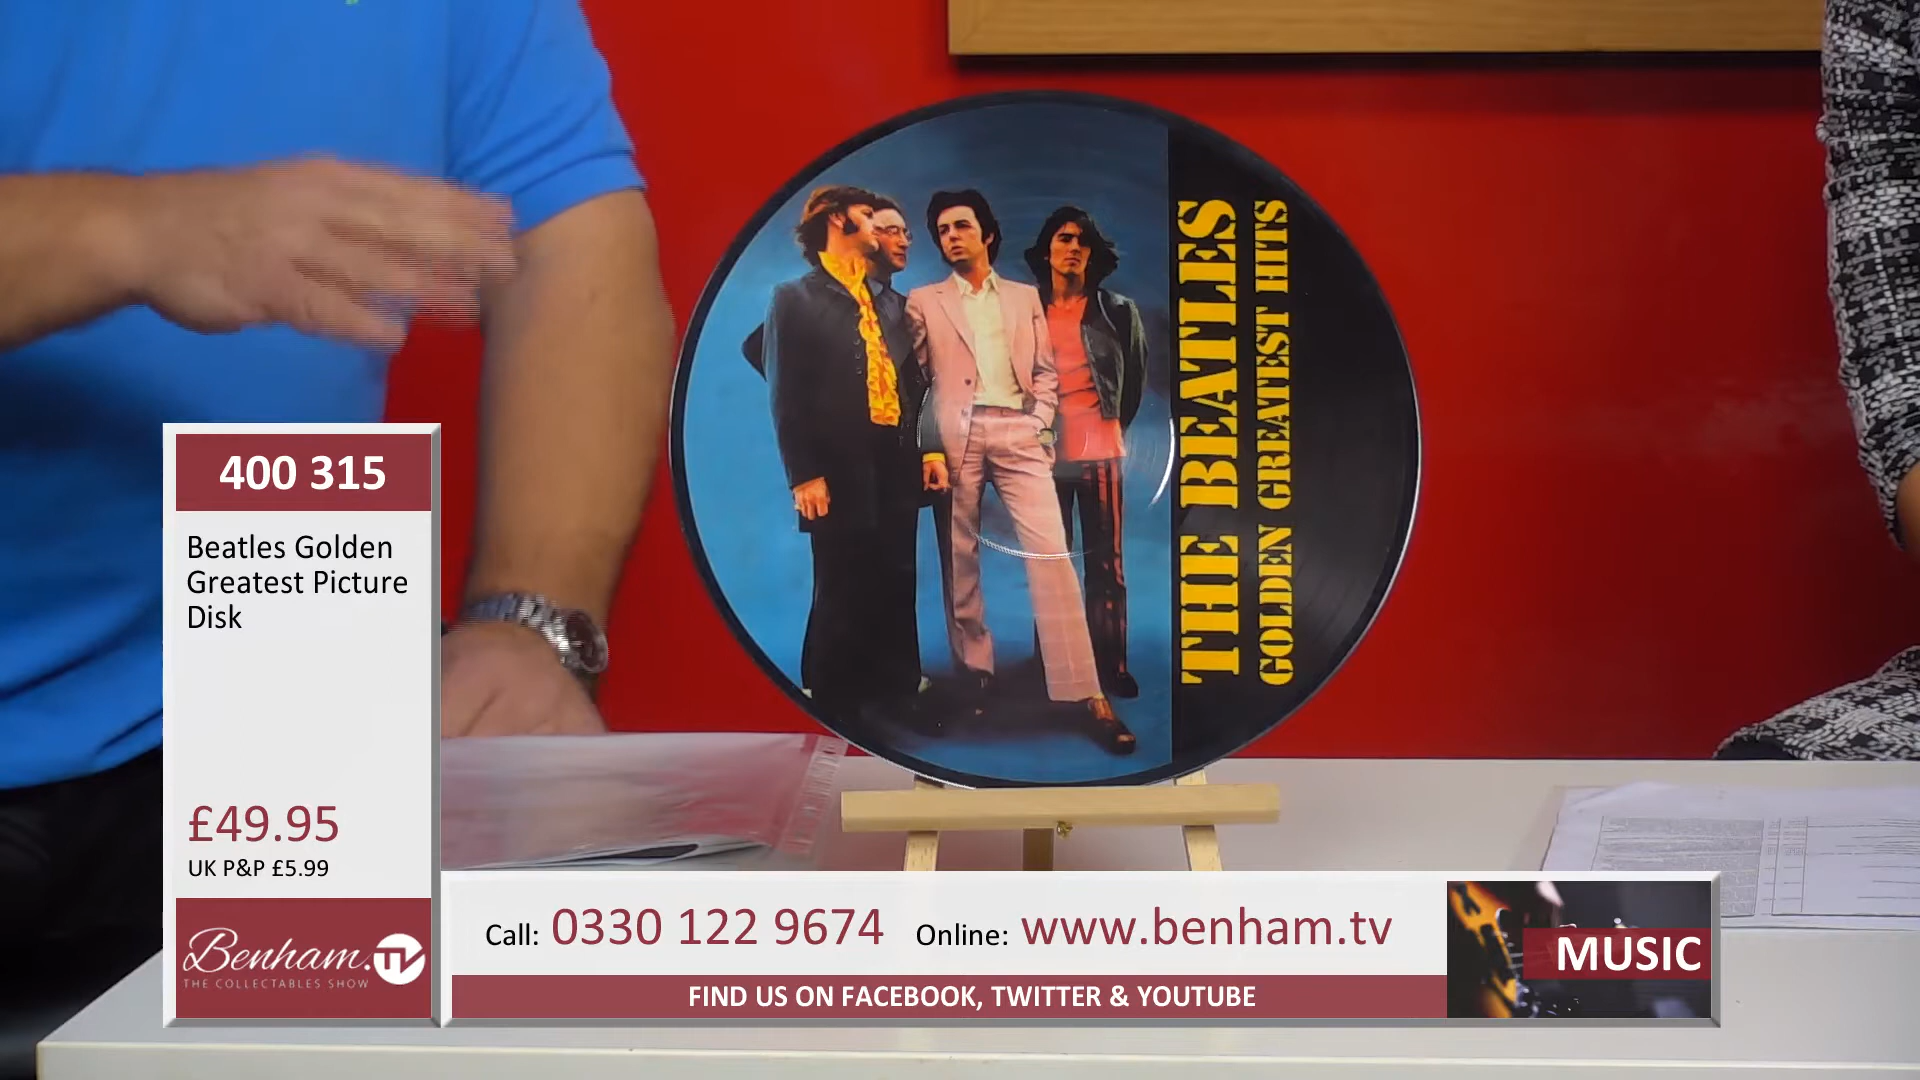 THE BEATLES
GOLDEN GREATEST HITS
400 315
Beatles Golden
Greatest Picture
Disk
£49.95
UK P&P £5.99
Benham.TV
THE COLLECTABLES SHOW
Call: 0330 122 9674 Online: www.benham.tv
FIND US ON FACEBOOK, TWITTER & YOUTUBE
MUSIC